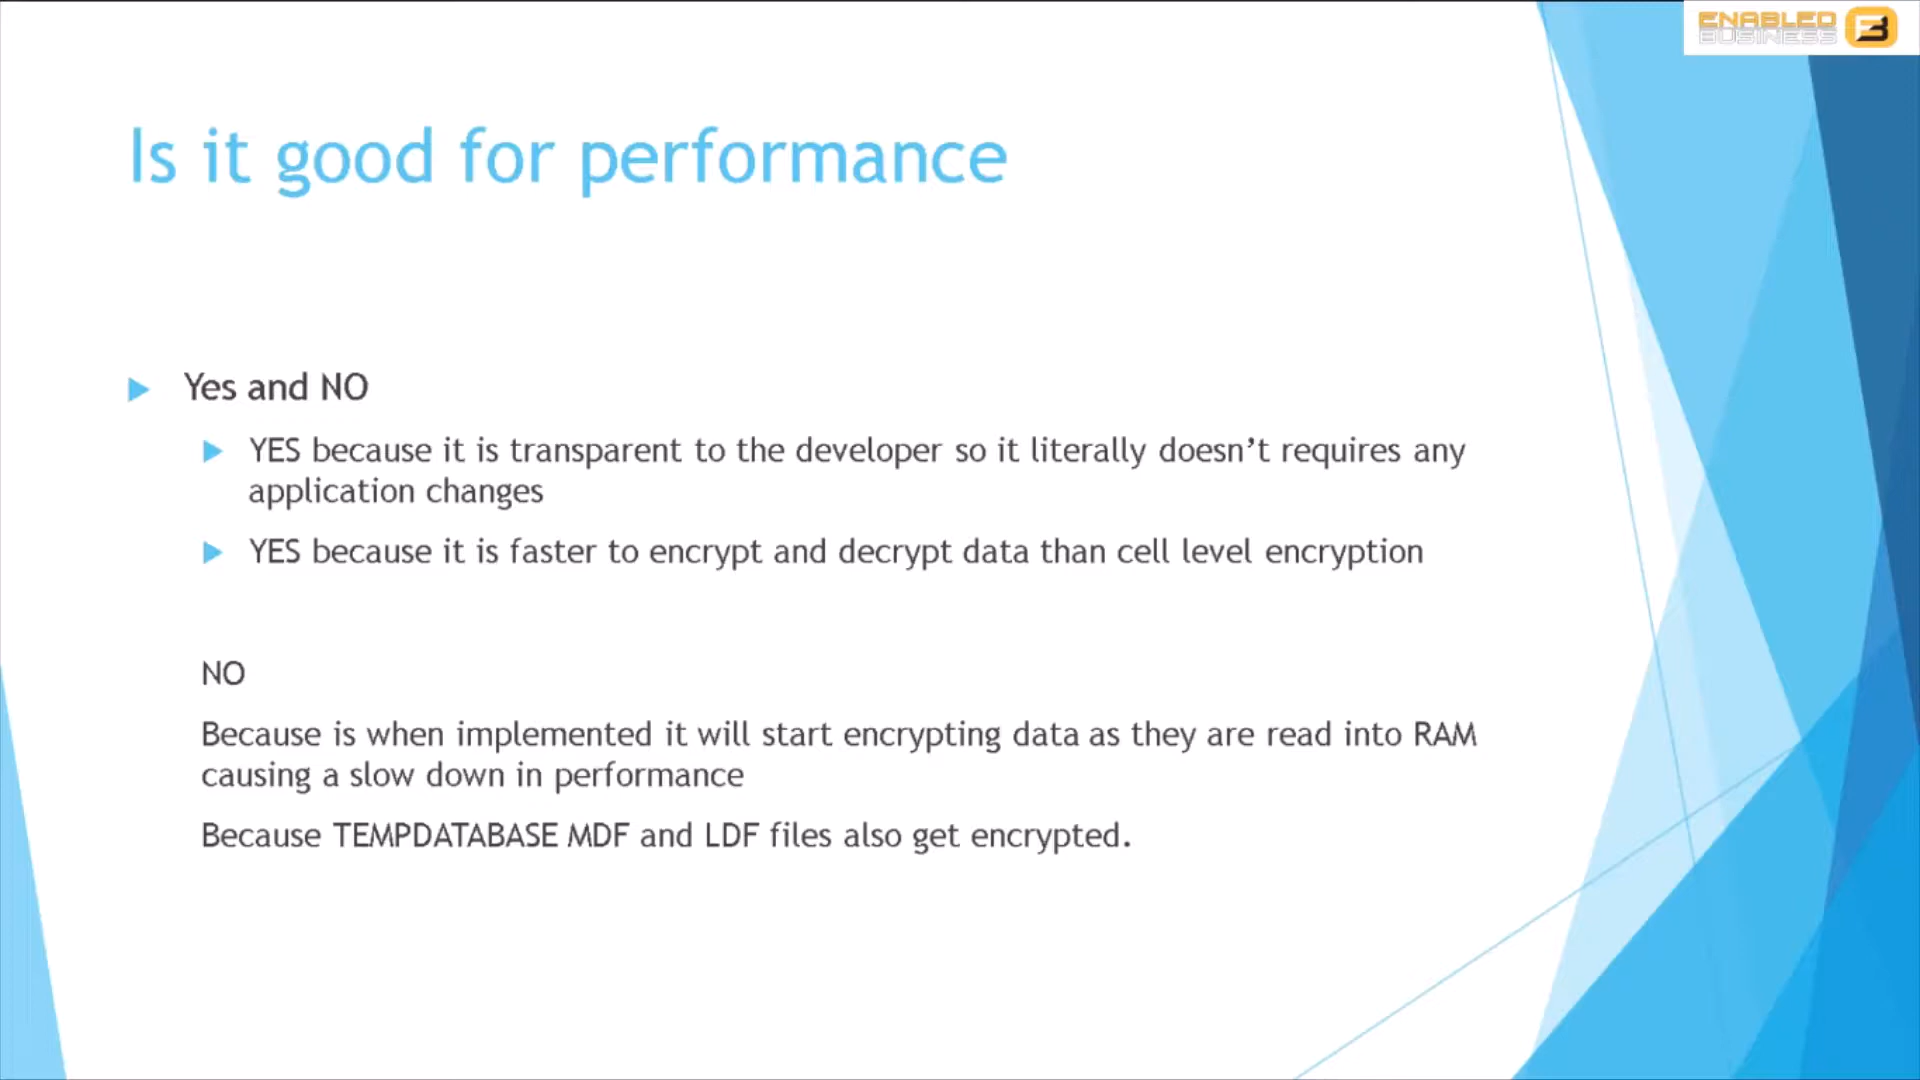 ENABLED
BUSINESS
Is it good for performance
Yes and NO
YES because it is transparent to the developer so it literally doesn’t requires any
application changes
YES because it is faster to encrypt and decrypt data than cell level encryption
NO
Because is when implemented it will start encrypting data as they are read into RAM
causing a slow down in performance
Because TEMPDATABASE MDF and LDF files also get encrypted.